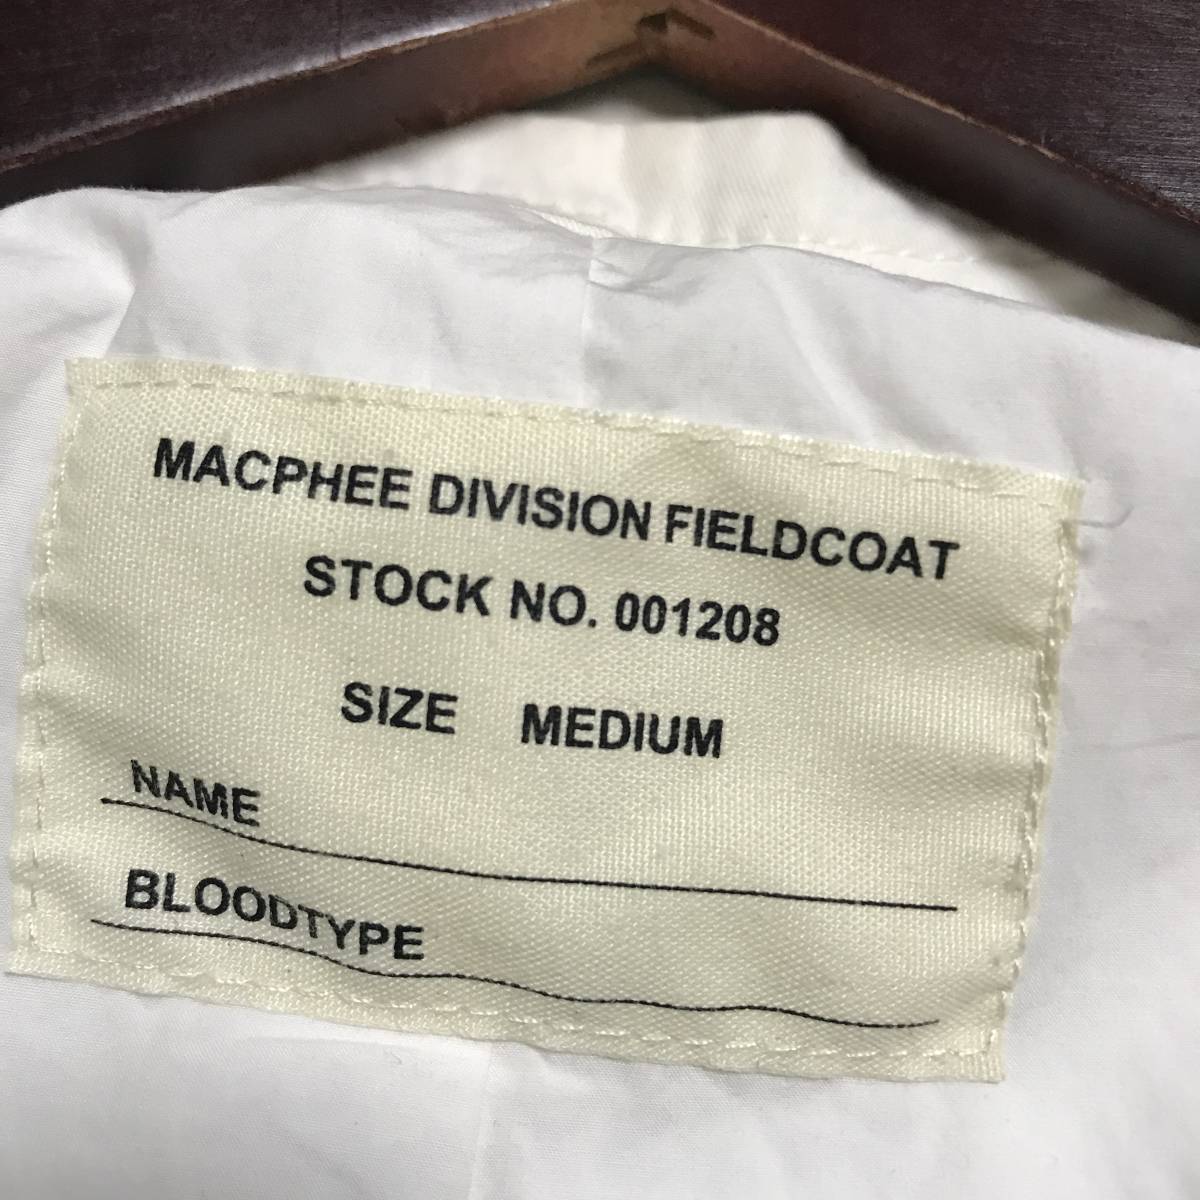 MACPHEE DIVISION FIELDCOAT
STOCK NO. 001208
SIZE MEDIUM
NAME
BLOODTYPE